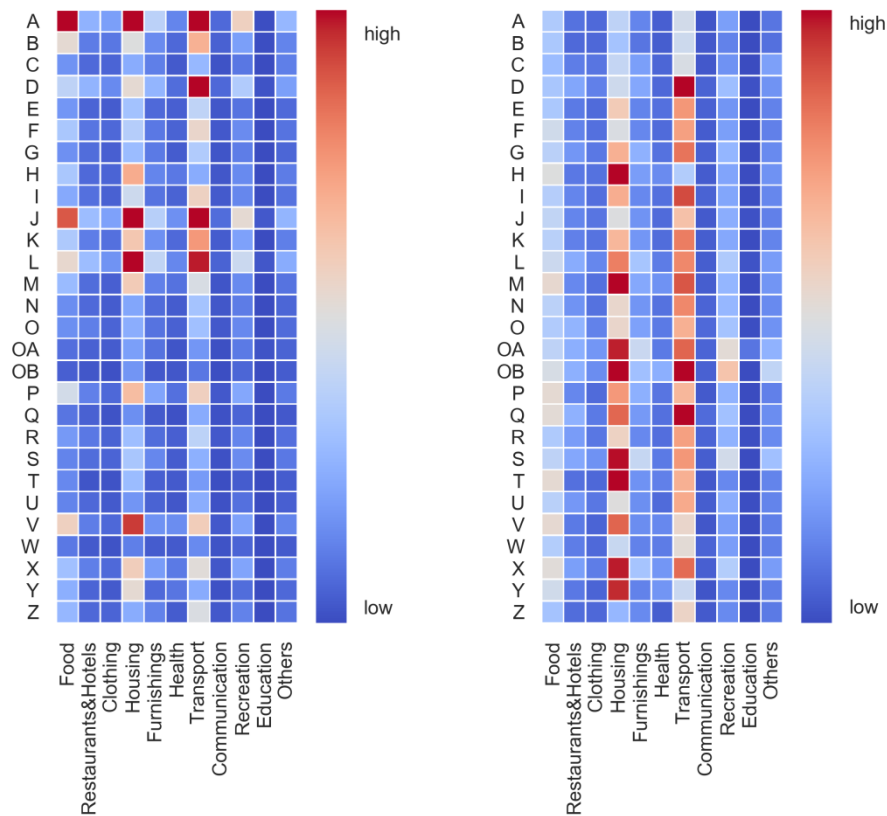 A
B
C
D
E
F
G
H
I
J
K
L
M
N
O
OA
OB
P
Q
R
S
T
U
V
W
X
Y
Z
Food
Restaurants&Hotels
Clothing
Housing
Furnishings
Health
Transport
Communication
Recreation
Education
Others
high
low
A
B
C
D
E
F
G
H
I
J
K
L
M
N
O
OA
OB
P
Q
R
S
T
U
V
W
X
Y
Z
Food
Restaurants&Hotels
Clothing
Housing
Furnishings
Health
Transport
Communication
Recreation
Education
Others
high
low